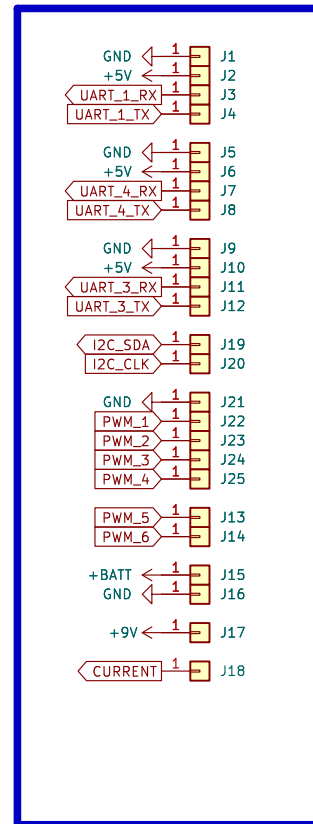 GND 1 J1
+5V 1 J2
UART_1_RX 1 J3
UART_1_TX 1 J4
GND 1 J5
+5V 1 J6
UART_4_RX 1 J7
UART_4_TX 1 J8
GND 1 J9
+5V 1 J10
UART_3_RX 1 J11
UART_3_TX 1 J12
I2C_SDA 1 J19
I2C_CLK 1 J20
GND 1 J21
PWM_1 1 J22
PWM_2 1 J23
PWM_3 1 J24
PWM_4 1 J25
PWM_5 1 J13
PWM_6 1 J14
+BATT 1 J15
GND 1 J16
+9V 1 J17
CURRENT 1 J18